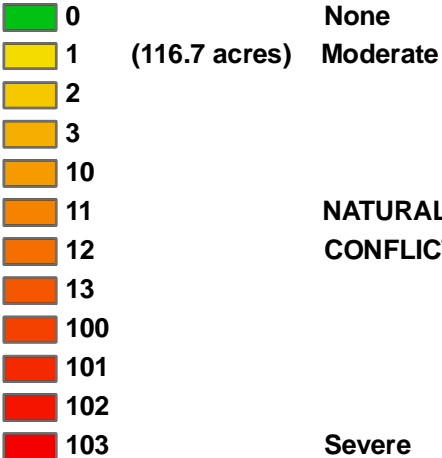 0 None
1 (116.7 acres) Moderate
2
3
10
11 NATURAL
12 CONFLICT
13
100
101
102
103 Severe